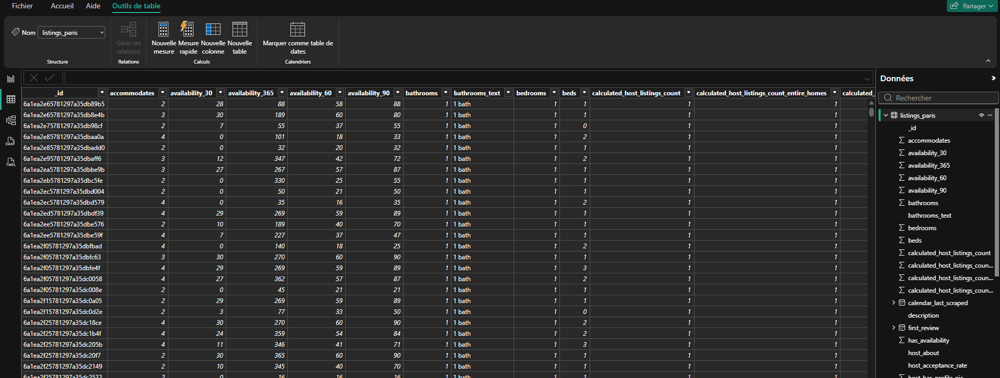 Fichier Accueil Aide Outils de table Partager
Nom listings_paris
Gérer les relations
Nouvelle mesure
Mesure rapide
Nouvelle colonne
Nouvelle table
Marquer comme table de dates
Structure Relations Calculs Calendriers
_id accommodates availability_30 availability_365 availability_60 availability_90 bathrooms bathrooms_text bedrooms beds calculated_host_listings_count calculated_host_listings_count_entire_homes calculated_
6a1ea2e65781297a35db89b5 2 28 88 58 88 1 1 bath 1 1 1 1
6a1ea2e65781297a35db8e4b 3 30 189 60 80 1 1 bath 1 1 1 1
6a1ea2e75781297a35db98cf 2 7 55 37 55 1 1 bath 1 0 1 1
6a1ea2e85781297a35dbaa0a 4 0 101 18 33 1 1 bath 1 2 1 1
6a1ea2e85781297a35dbadd0 2 0 32 20 32 1 1 bath 1 1 1 1
6a1ea2e95781297a35dbaff6 3 12 347 42 72 1 1 bath 1 2 1 1
6a1ea2ea5781297a35dbbe9b 3 27 267 57 87 1 1 bath 1 1 1 1
6a1ea2eb5781297a35dbc5fe 2 0 330 25 55 1 1 bath 1 1 1 1
6a1ea2ec5781297a35dbd004 2 0 50 21 50 1 1 bath 1 1 1 1
6a1ea2ec5781297a35dbd579 4 0 35 16 35 1 1 bath 1 2 1 1
6a1ea2ed5781297a35dbdf39 4 29 269 59 89 1 1 bath 1 1 1 1
6a1ea2ee5781297a35dbe576 2 10 189 40 70 1 1 bath 1 1 1 1
6a1ea2ee5781297a35dbe59f 4 7 227 37 47 1 1 bath 1 1 1 1
6a1ea2f05781297a35dbfbad 4 0 140 18 25 1 1 bath 1 2 1 1
6a1ea2f05781297a35dbfc63 3 30 270 60 90 1 1 bath 1 1 1 1
6a1ea2f05781297a35dbfe4f 4 29 269 59 89 1 1 bath 1 3 1 1
6a1ea2f05781297a35dc0058 4 27 362 57 87 1 1 bath 1 2 1 1
6a1ea2f05781297a35dc008e 2 0 45 21 21 1 1 bath 1 1 1 1
6a1ea2f15781297a35dc0a05 2 29 269 59 89 1 1 bath 1 1 1 1
6a1ea2f15781297a35dc0d2e 2 3 77 33 50 1 1 bath 1 0 1 1
6a1ea2f25781297a35dc18ce 4 30 270 60 90 1 1 bath 1 2 1 1
6a1ea2f25781297a35dc1b4f 4 24 359 54 84 1 1 bath 1 2 1 1
6a1ea2f25781297a35dc205b 4 11 346 41 71 1 1 bath 1 3 1 1
6a1ea2f25781297a35dc20f7 2 30 365 60 90 1 1 bath 1 1 1 1
6a1ea2f25781297a35dc2149 2 10 345 40 70 1 1 bath 1 1 1 1
6a1ea2f25781297a35dc2532 2 0 16 16 16 1 1 bath 1 1 1 1
DAX
TMDL
Données
Rechercher
listings_paris
_id
accommodates
availability_30
availability_365
availability_60
availability_90
bathrooms
bathrooms_text
bedrooms
beds
calculated_host_listings_count
calculated_host_listings_coun...
calculated_host_listings_coun...
calculated_host_listings_coun...
calendar_last_scraped
description
first_review
has_availability
host_about
host_acceptance_rate
host_has_profile_pic